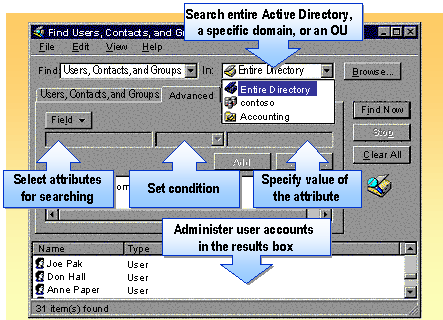 Search entire Active Directory,
a specific domain, or an OU
Find Users, Contacts, and Gr
File Edit View Help
Find: Users, Contacts, and Groups In: Entire Directory Browse...
Entire Directory
contoso
Accounting
Users, Contacts, and Groups Advanced
Field
Find Now
Stop
Clear All
Add
Select attributes
for searching
Set condition
Specify value of
the attribute
Administer user accounts
in the results box
Name Type
Joe Pak User
Don Hall User
Anne Paper User
31 item(s) found